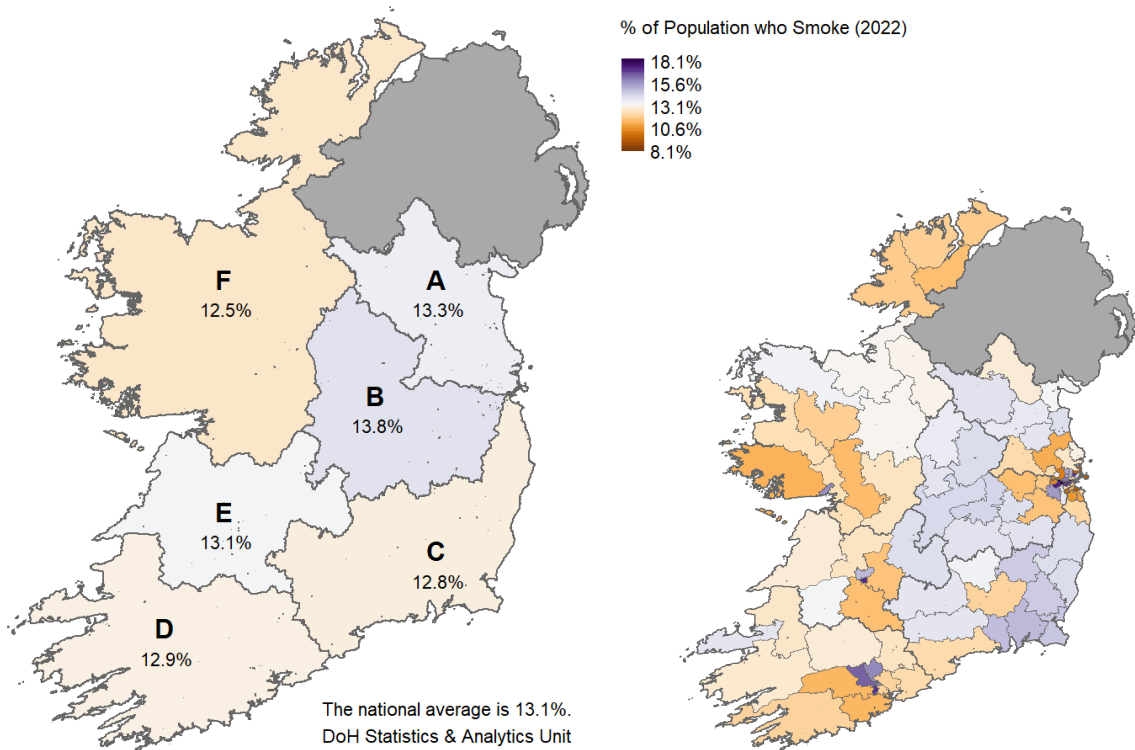 % of Population who Smoke (2022)
18.1%
15.6%
13.1%
10.6%
8.1%
F
12.5%
A
13.3%
B
13.8%
E
13.1%
C
12.8%
D
12.9%
The national average is 13.1%.
DoH Statistics & Analytics Unit